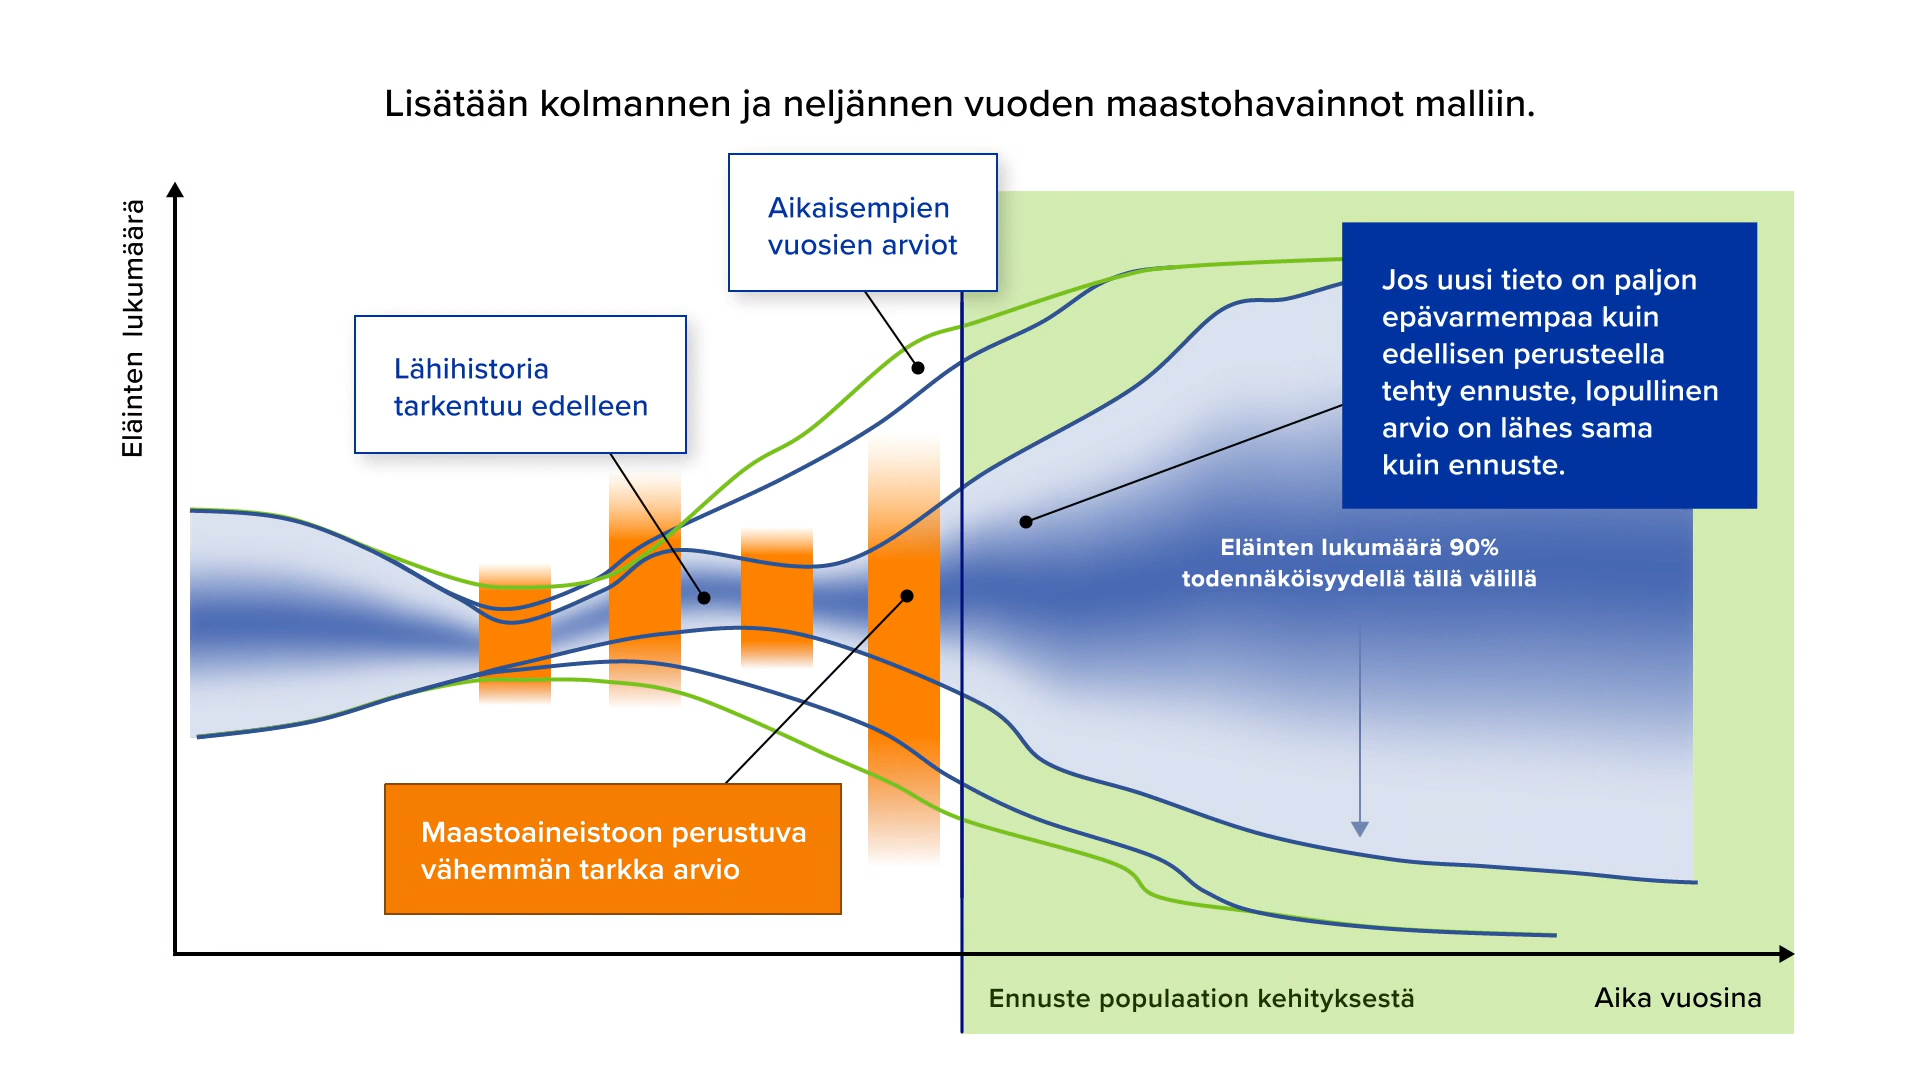 Lisätään kolmannen ja neljännen vuoden maastohavainnot malliin.
Eläinten lukumäärä
Aikaisempien
vuosien arviot
Lähihistoria
tarkentuu edelleen
Jos uusi tieto on paljon
epävarmempaa kuin
edellisen perusteella
tehty ennuste, lopullinen
arvio on lähes sama
kuin ennuste.
Eläinten lukumäärä 90%
todennäköisyydellä tällä välillä
Maastoaineistoon perustuva
vähemmän tarkka arvio
Ennuste populaation kehityksestä
Aika vuosina